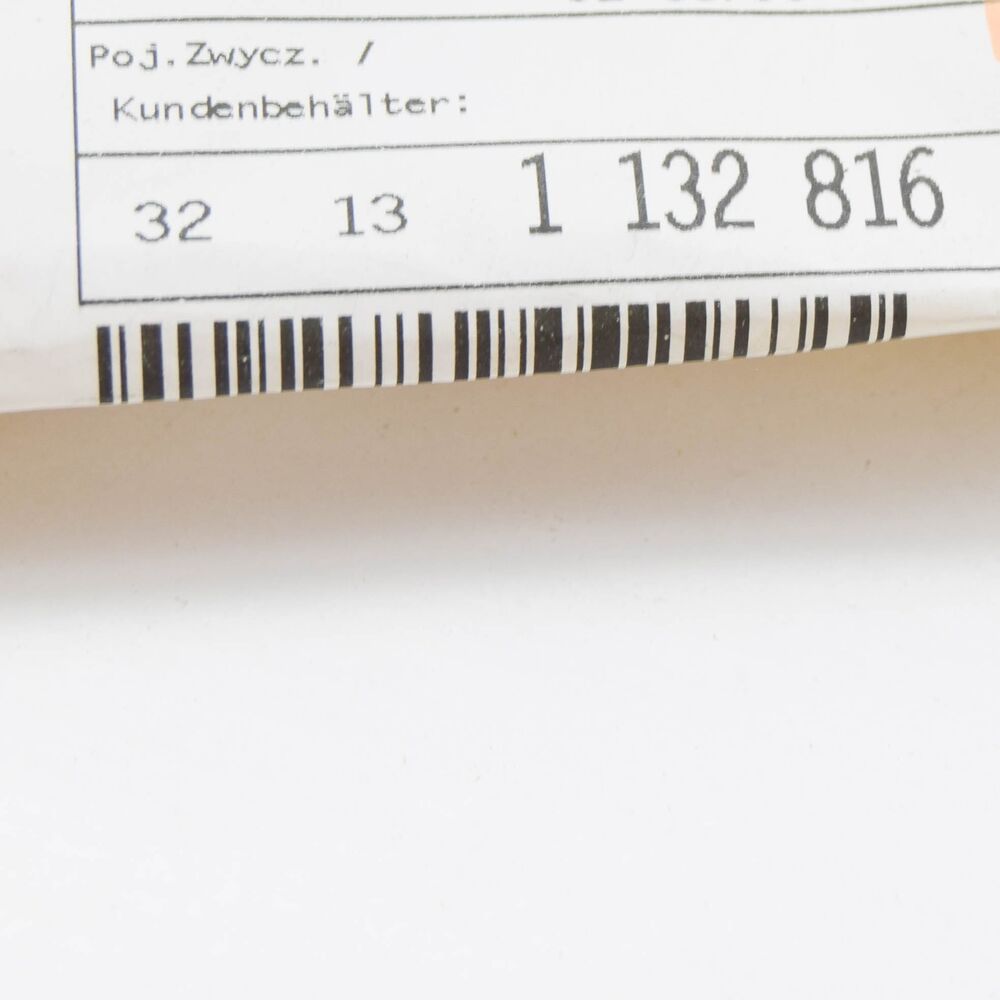 Poj.Zwycz. /
Kundenbehälter:
32 13 1 132 816